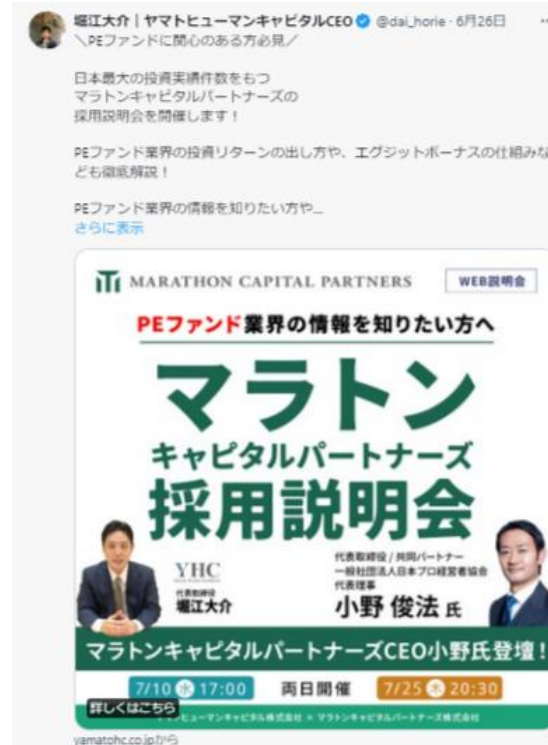 堀江大介｜ヤマトヒューマンキャピタルCEO @dai_horie · 6月26日
＼PEファンドに関心のある方必見／
日本最大の投資実績件数をもつ
マラトンキャピタルパートナーズの
採用説明会を開催します！
PEファンド業界の投資リターンの出し方や、エグジットボーナスの仕組みな
ども徹底解説！
PEファンド業界の情報を知りたい方や...
さらに表示
MARATHON CAPITAL PARTNERS
WEB説明会
PEファンド業界の情報を知りたい方へ
マラトン
キャピタルパートナーズ
採用説明会
YHC
代表取締役
堀江大介
代表取締役 / 共同パートナー
一般社団法人日本プロ経営者協会
代表理事
小野 俊法 氏
マラトンキャピタルパートナーズCEO小野氏登壇！
7/10 水 17:00 両日開催 7/25 木 20:30
詳しくはこちら
ヒューマンキャピタル株式会社 × マラトンキャピタルパートナーズ株式会社
yamatohc.co.jpから